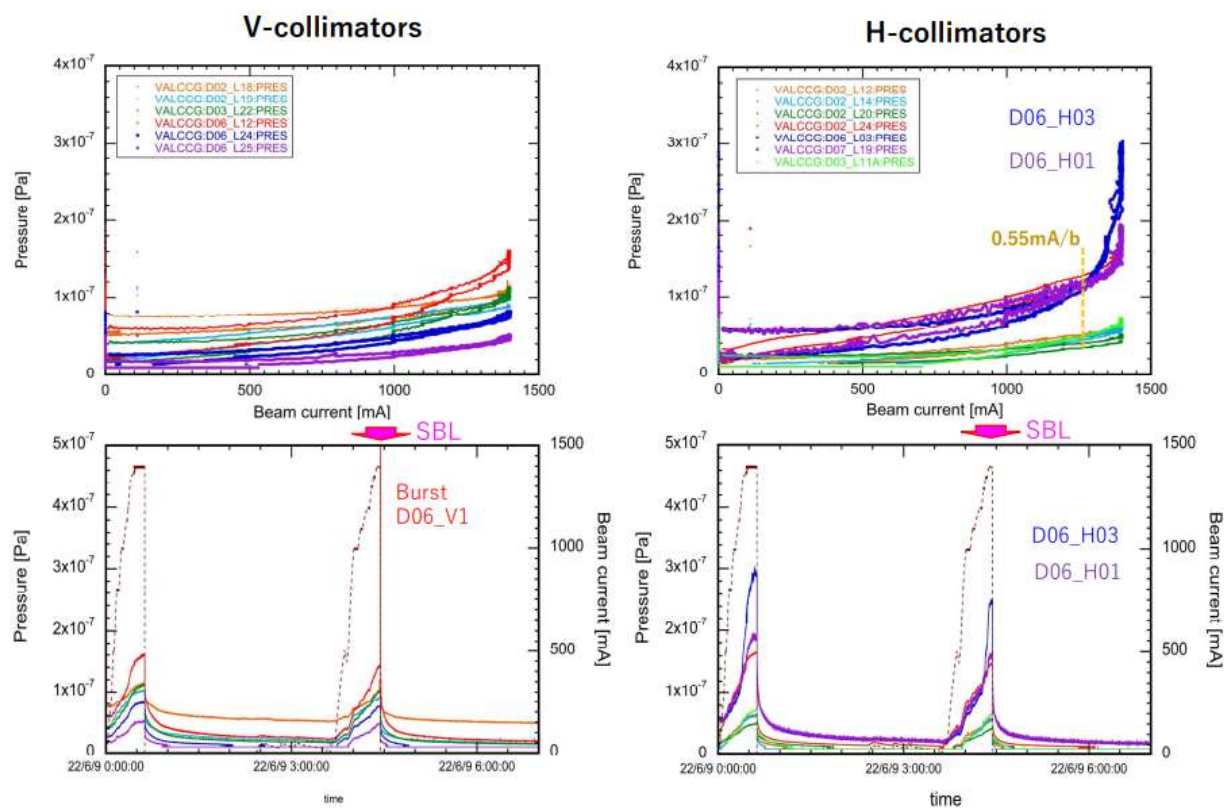 V-collimators
4x10-7
3x10-7
2x10-7
1x10-7
0
Pressure [Pa]
VALCCG:D02_L18:PRES
VALCCG:D02_L19:PRES
VALCCG:D03_L22:PRES
VALCCG:D06_L12:PRES
VALCCG:D06_L24:PRES
VALCCG:D06_L25:PRES
0 500 1000 1500
Beam current [mA]
H-collimators
4x10-7
3x10-7
2x10-7
1x10-7
0
Pressure [Pa]
VALCCG:D02_L12:PRES
VALCCG:D02_L14:PRES
VALCCG:D02_L20:PRES
VALCCG:D02_L24:PRES
VALCCG:D06_L03:PRES
VALCCG:D07_L19:PRES
VALCCG:D03_L11A:PRES
D06_H03
D06_H01
0.55mA/b
0 500 1000 1500
Beam current [mA]
SBL
5x10-7
4x10-7
3x10-7
2x10-7
1x10-7
0
Pressure [Pa]
Burst
D06_V1
1500
1000
500
0
Beam current [mA]
22/6/9 0:00:00 22/6/9 3:00:00 22/6/9 6:00:00
time
SBL
5x10-7
4x10-7
3x10-7
2x10-7
1x10-7
0
Pressure [Pa]
D06_H03
D06_H01
1500
1000
500
0
Beam current [mA]
22/6/9 0:00:00 22/6/9 3:00:00 22/6/9 6:00:00
time